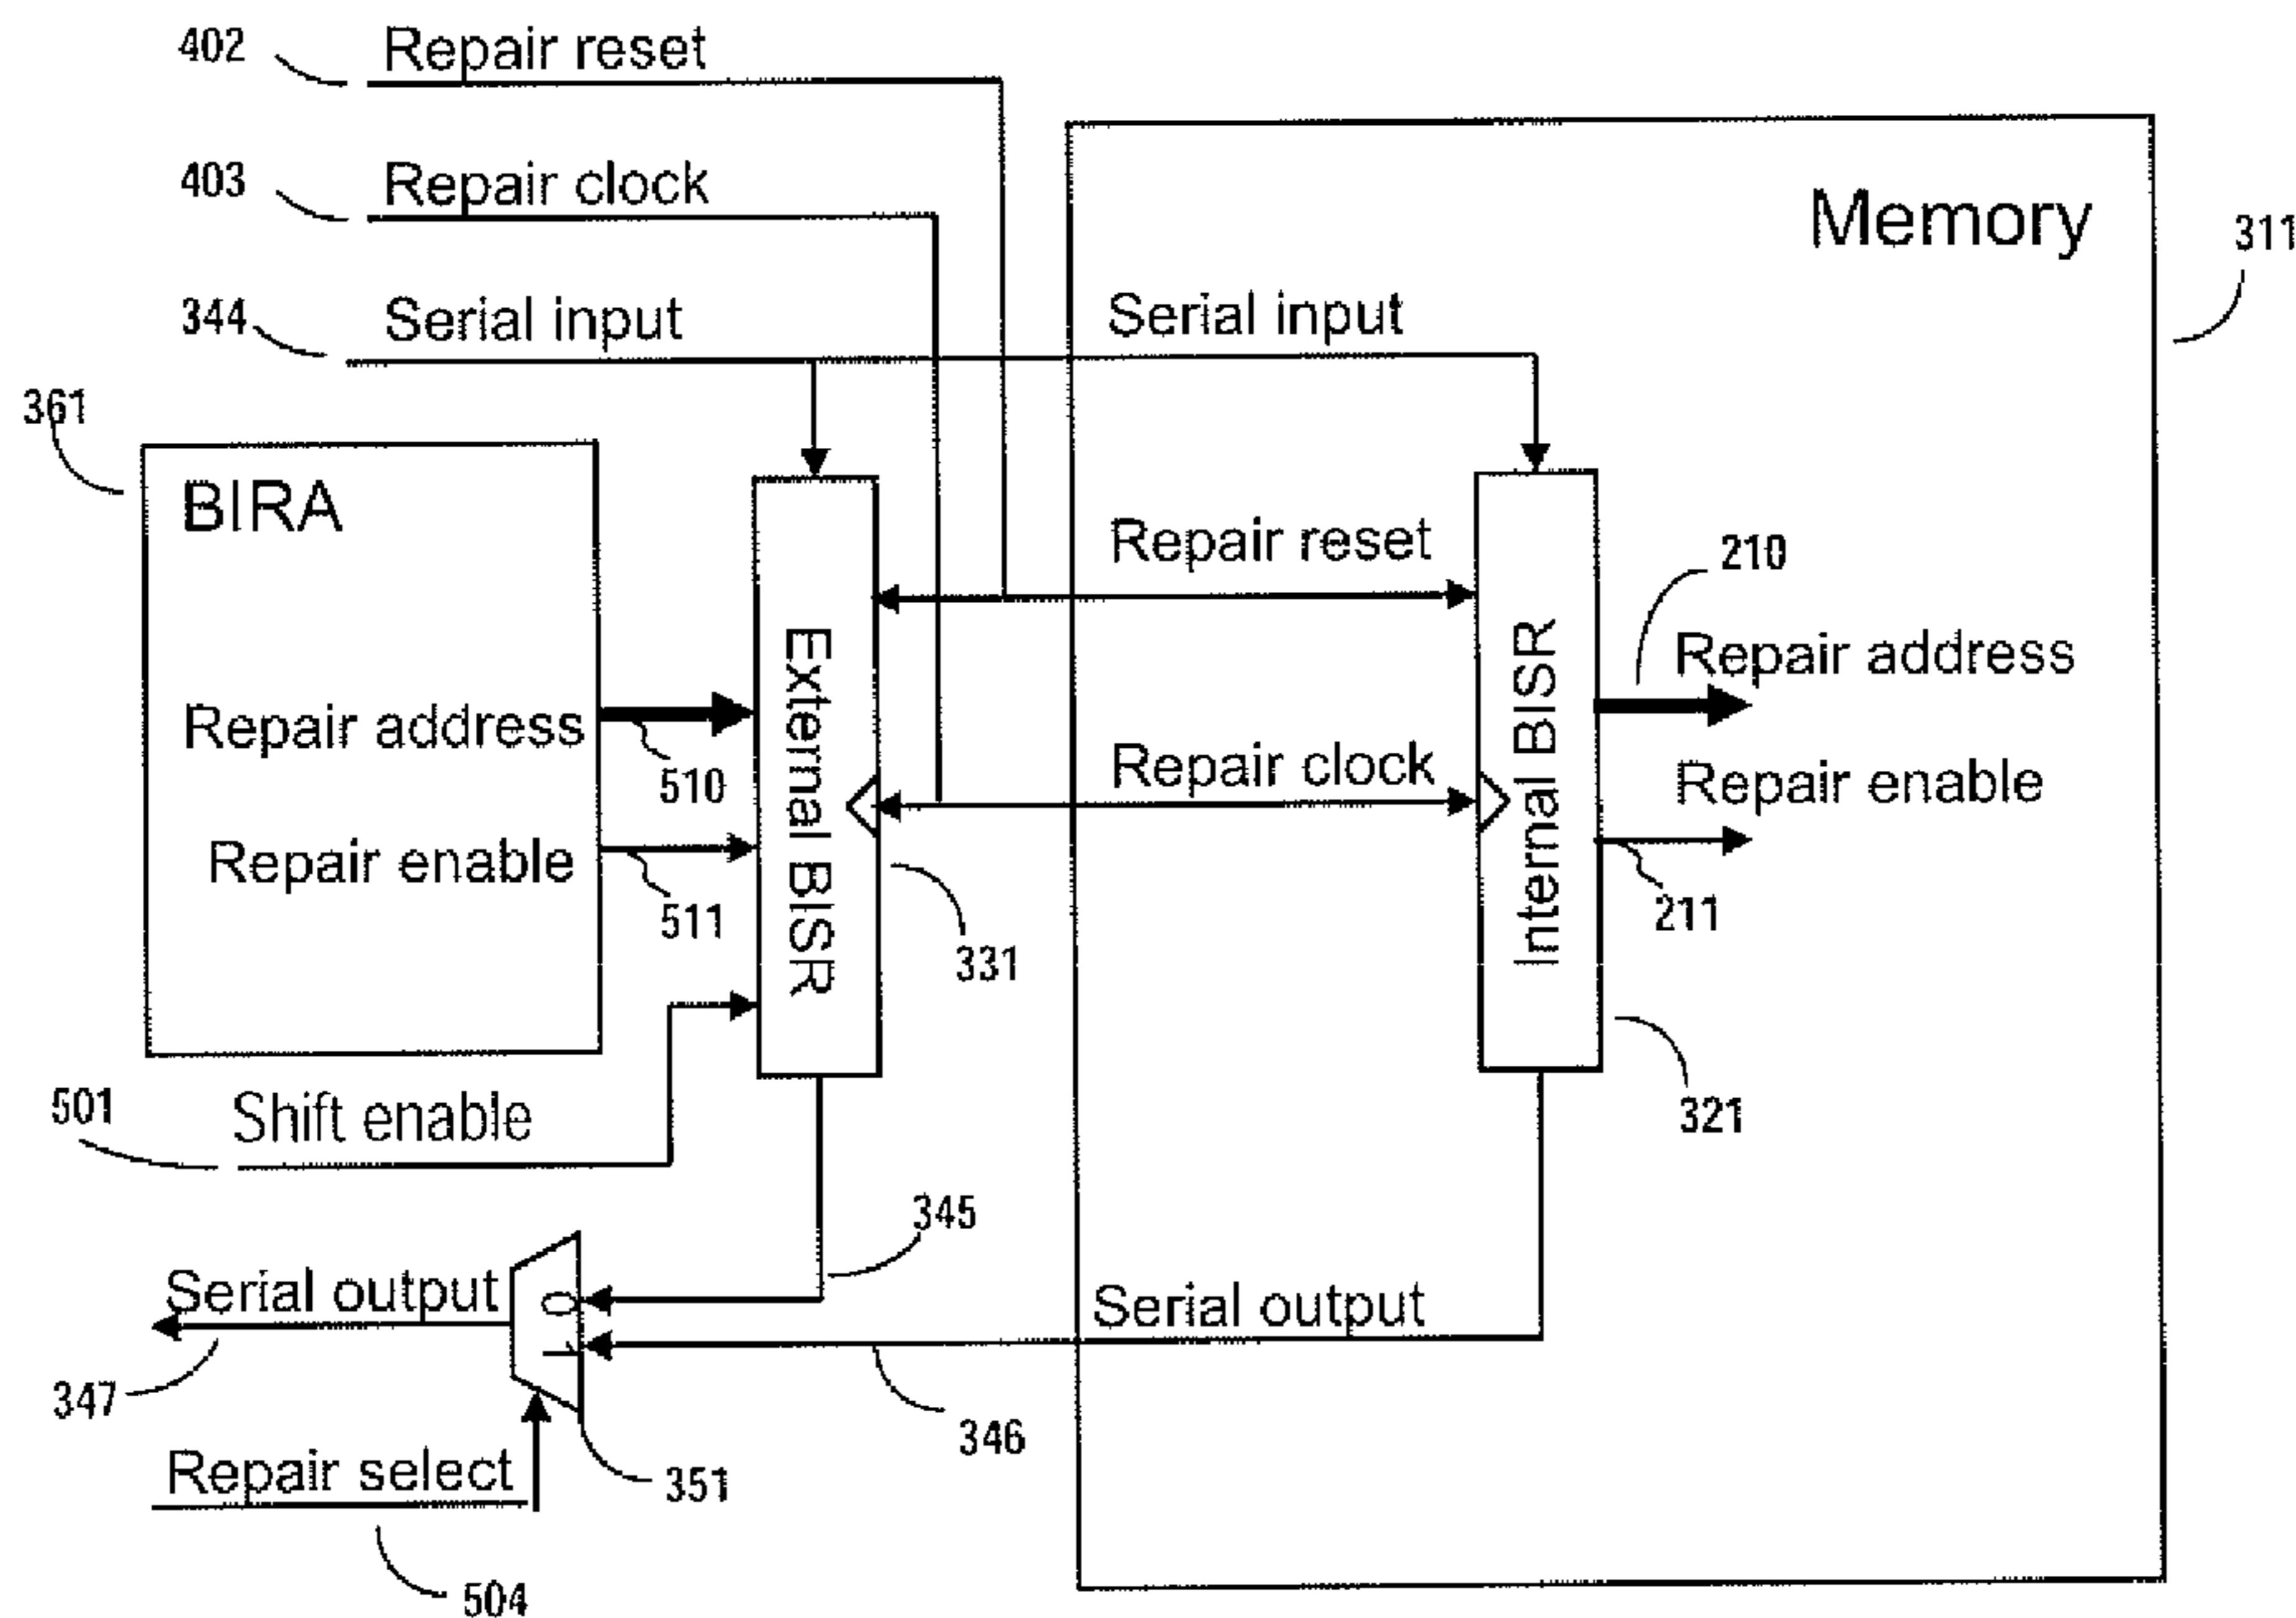 402 Repair reset
403 Repair clock
Memory
311
344 Serial input
Serial input
361
BIRA
Repair reset
210
Repair address
External BISR
Internal BISR
Repair address
510
Repair clock
Repair enable
Repair enable
511
331
211
501 Shift enable
321
345
Serial output
0
1
Serial output
347
346
Repair select
351
504